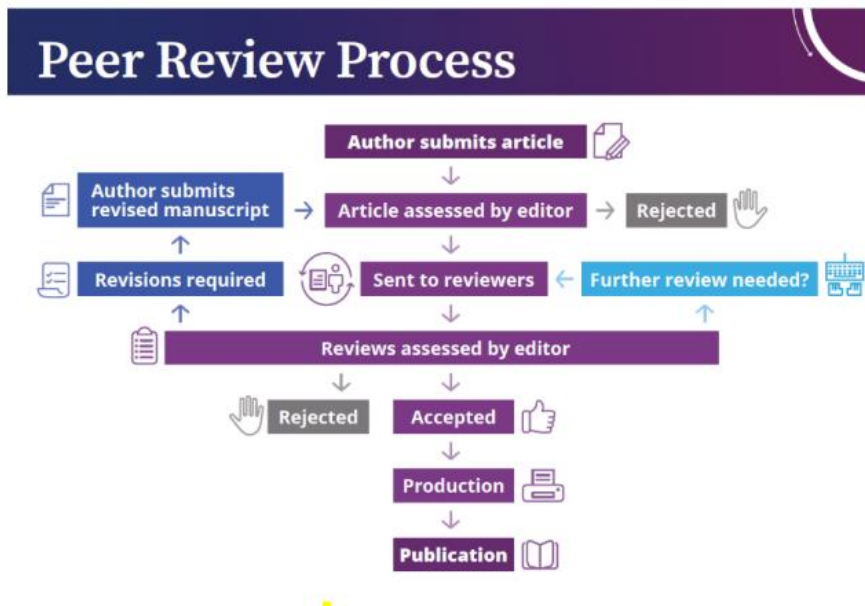 Peer Review Process
Author submits article
Author submits
revised manuscript
Article assessed by editor
Rejected
Revisions required
Sent to reviewers
Further review needed?
Reviews assessed by editor
Rejected
Accepted
Production
Publication